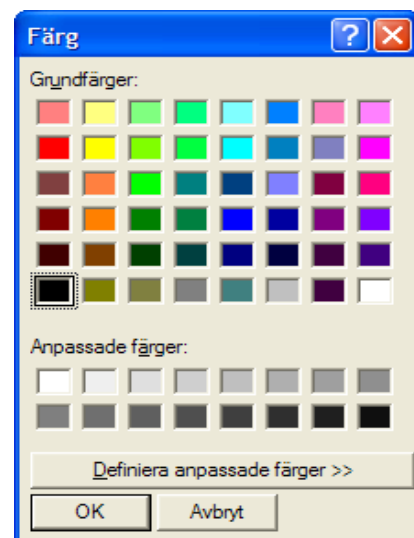 Färg
Grundfärger:
Anpassade färger:
Definiera anpassade färger >>
OK Avbryt